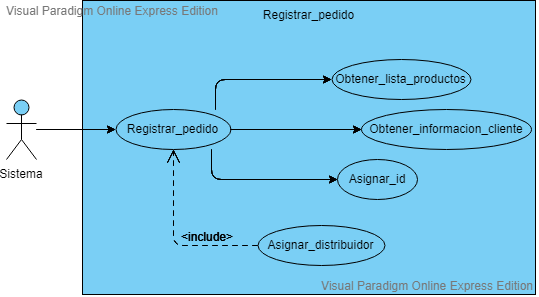 Visual Paradigm Online Express Edition
Registrar_pedido
Obtener_lista_productos
Registrar_pedido
Obtener_informacion_cliente
Sistema
Asignar_id
<include>
Asignar_distribuidor
Visual Paradigm Online Express Edition